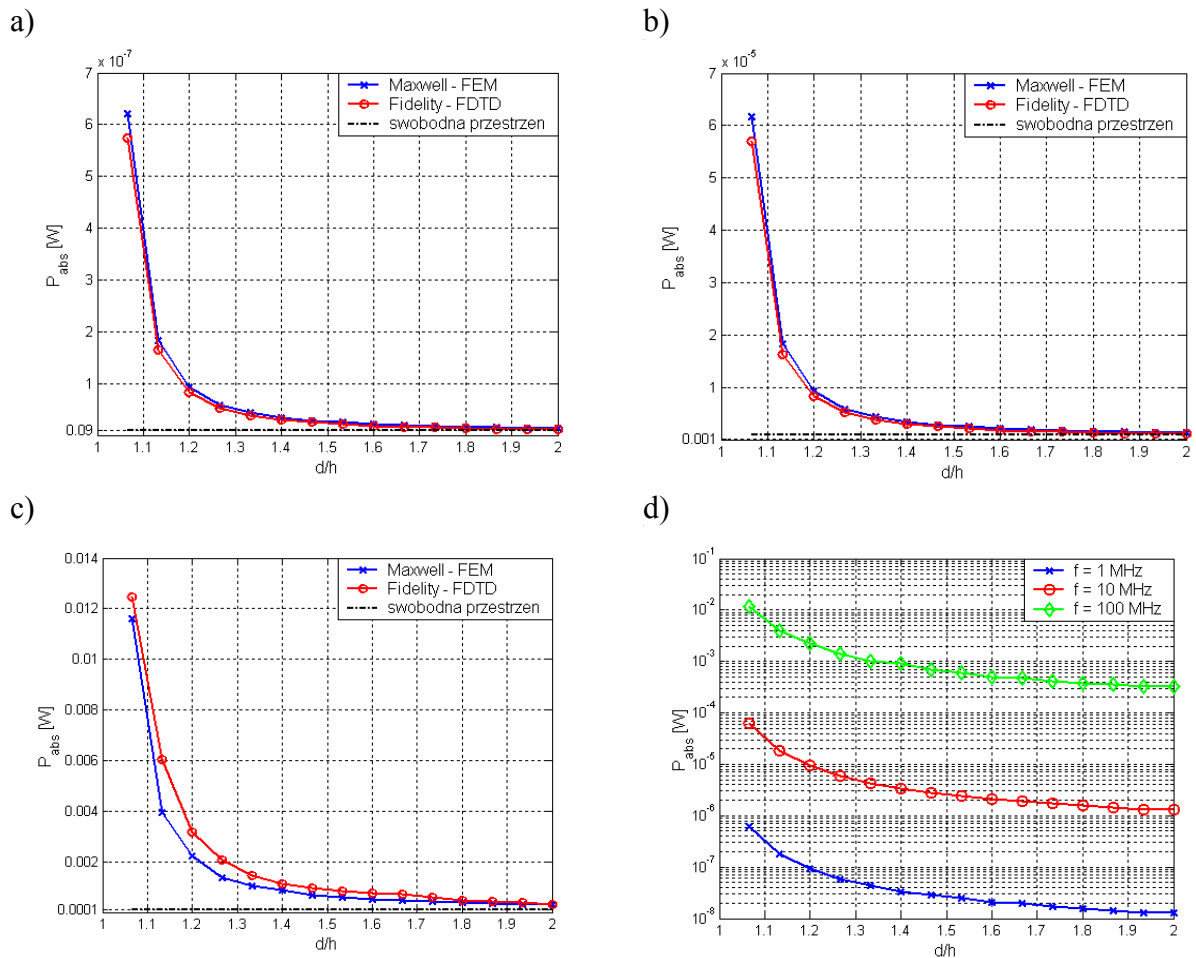 a)
x 10⁻⁷
7
6
5
4
3
2
1
0.09
P_abs [W]
1 1.1 1.2 1.3 1.4 1.5 1.6 1.7 1.8 1.9 2
d/h
Maxwell - FEM
Fidelity - FDTD
swobodna przestrzen
b)
x 10⁻⁵
7
6
5
4
3
2
1
0.001
P_abs [W]
1 1.1 1.2 1.3 1.4 1.5 1.6 1.7 1.8 1.9 2
d/h
Maxwell - FEM
Fidelity - FDTD
swobodna przestrzen
c)
0.014
0.012
0.01
0.008
0.006
0.004
0.002
0.0001
P_abs [W]
1 1.1 1.2 1.3 1.4 1.5 1.6 1.7 1.8 1.9 2
d/h
Maxwell - FEM
Fidelity - FDTD
swobodna przestrzen
d)
10⁻¹
10⁻²
10⁻³
10⁻⁴
10⁻⁵
10⁻⁶
10⁻⁷
10⁻⁸
P_abs [W]
1 1.1 1.2 1.3 1.4 1.5 1.6 1.7 1.8 1.9 2
d/h
f = 1 MHz
f = 10 MHz
f = 100 MHz